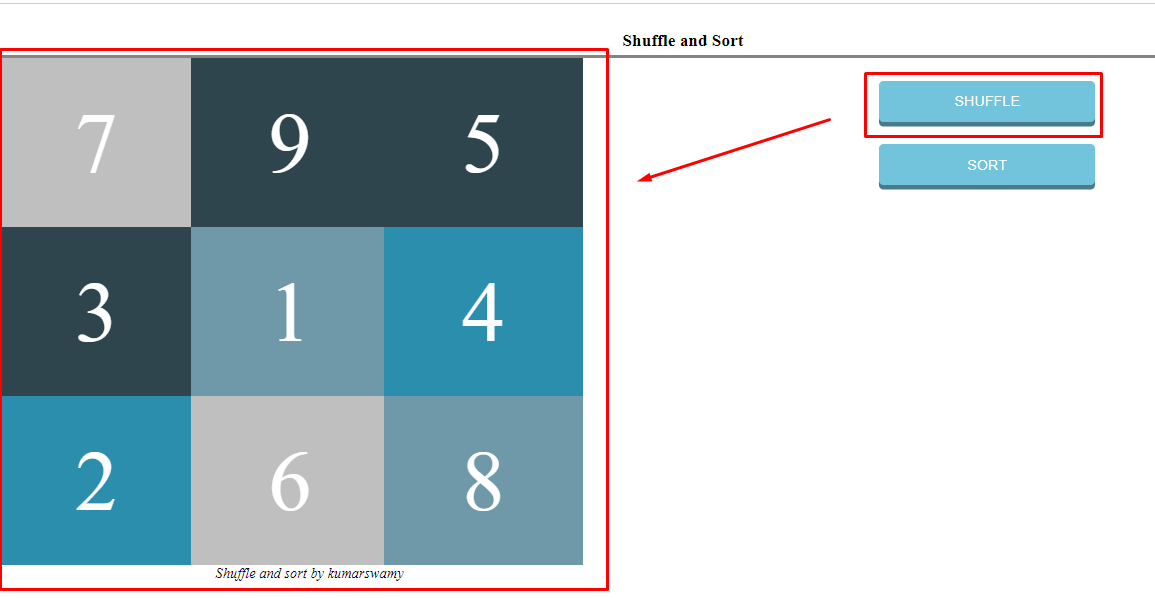 Shuffle and Sort
7 9 5
SHUFFLE
SORT
3 1 4
2 6 8
Shuffle and sort by kumarswamy